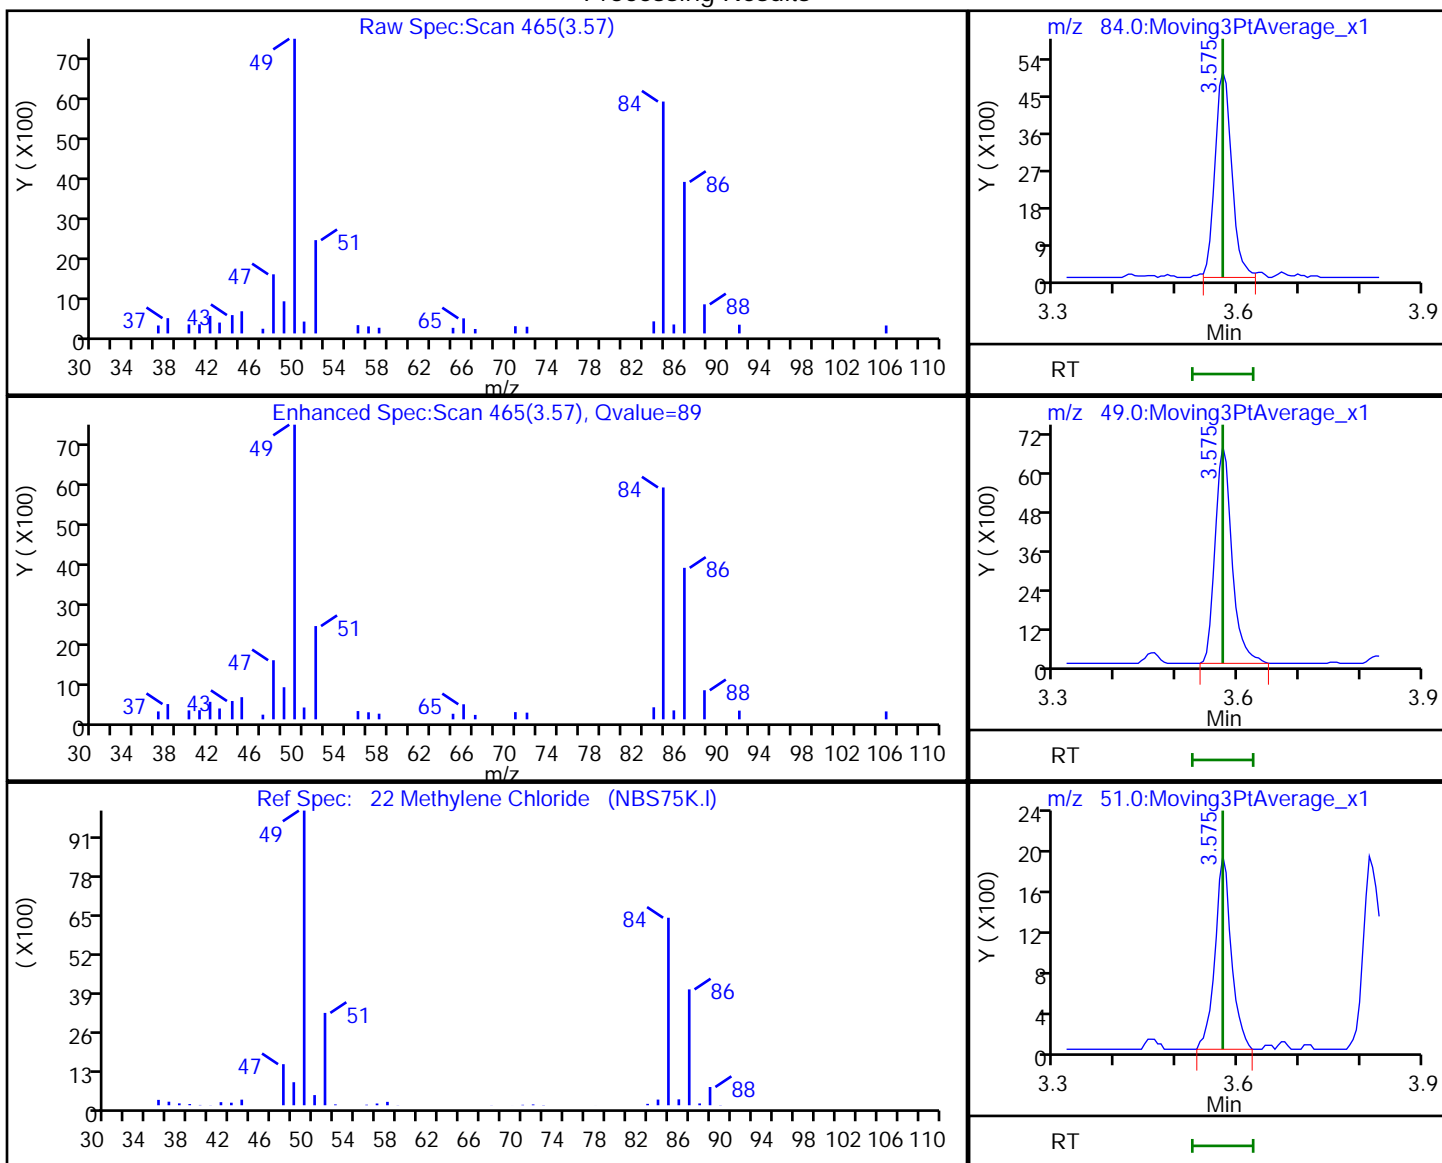 Processing Results
Raw Spec:Scan 465(3.57)
Y ( X100)
70
60
50
40
30
20
10
0
49
84
86
51
47
88
37
43
65
30 34 38 42 46 50 54 58 62 66 70 74 78 82 86 90 94 98 102 106 110
m/z
m/z 84.0:Moving3PtAverage_x1
Y ( X100)
54
45
36
27
18
9
0
3.575
3.3 3.6 3.9
Min
RT
Enhanced Spec:Scan 465(3.57), Qvalue=89
Y ( X100)
70
60
50
40
30
20
10
0
49
84
86
51
47
88
37
43
65
30 34 38 42 46 50 54 58 62 66 70 74 78 82 86 90 94 98 102 106 110
m/z
m/z 49.0:Moving3PtAverage_x1
Y ( X100)
72
60
48
36
24
12
0
3.575
3.3 3.6 3.9
Min
RT
Ref Spec: 22 Methylene Chloride (NBS75K.I)
( X100)
91
78
65
52
39
26
13
0
49
84
86
51
47
88
30 34 38 42 46 50 54 58 62 66 70 74 78 82 86 90 94 98 102 106 110
m/z 51.0:Moving3PtAverage_x1
Y ( X100)
24
20
16
12
8
4
0
3.575
3.3 3.6 3.9
Min
RT